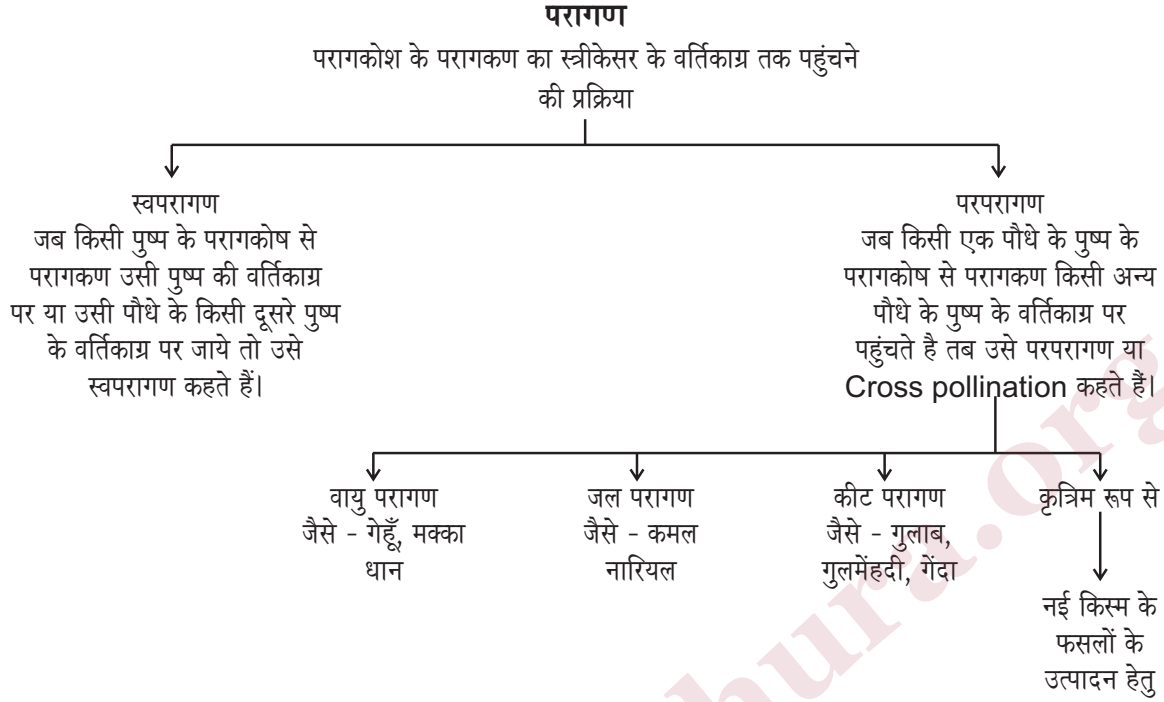 परागण
परागकोश के परागकण का स्त्रीकेसर के वर्तिकाग्र तक पहुंचने
की प्रक्रिया
स्वपरागण
जब किसी पुष्प के परागकोष से
परागकण उसी पुष्प की वर्तिकाग्र
पर या उसी पौधे के किसी दूसरे पुष्प
के वर्तिकाग्र पर जाये तो उसे
स्वपरागण कहते हैं।
परपरागण
जब किसी एक पौधे के पुष्प के
परागकोष से परागकण किसी अन्य
पौधे के पुष्प के वर्तिकाग्र पर
पहुंचते है तब उसे परपरागण या
Cross pollination कहते हैं।
वायु परागण
जैसे - गेहूँ, मक्का
धान
जल परागण
जैसे - कमल
नारियल
कीट परागण
जैसे - गुलाब,
गुलमेंहदी, गेंदा
कृत्रिम रूप से
नई किस्म के
फसलों के
उत्पादन हेतु
hura.org